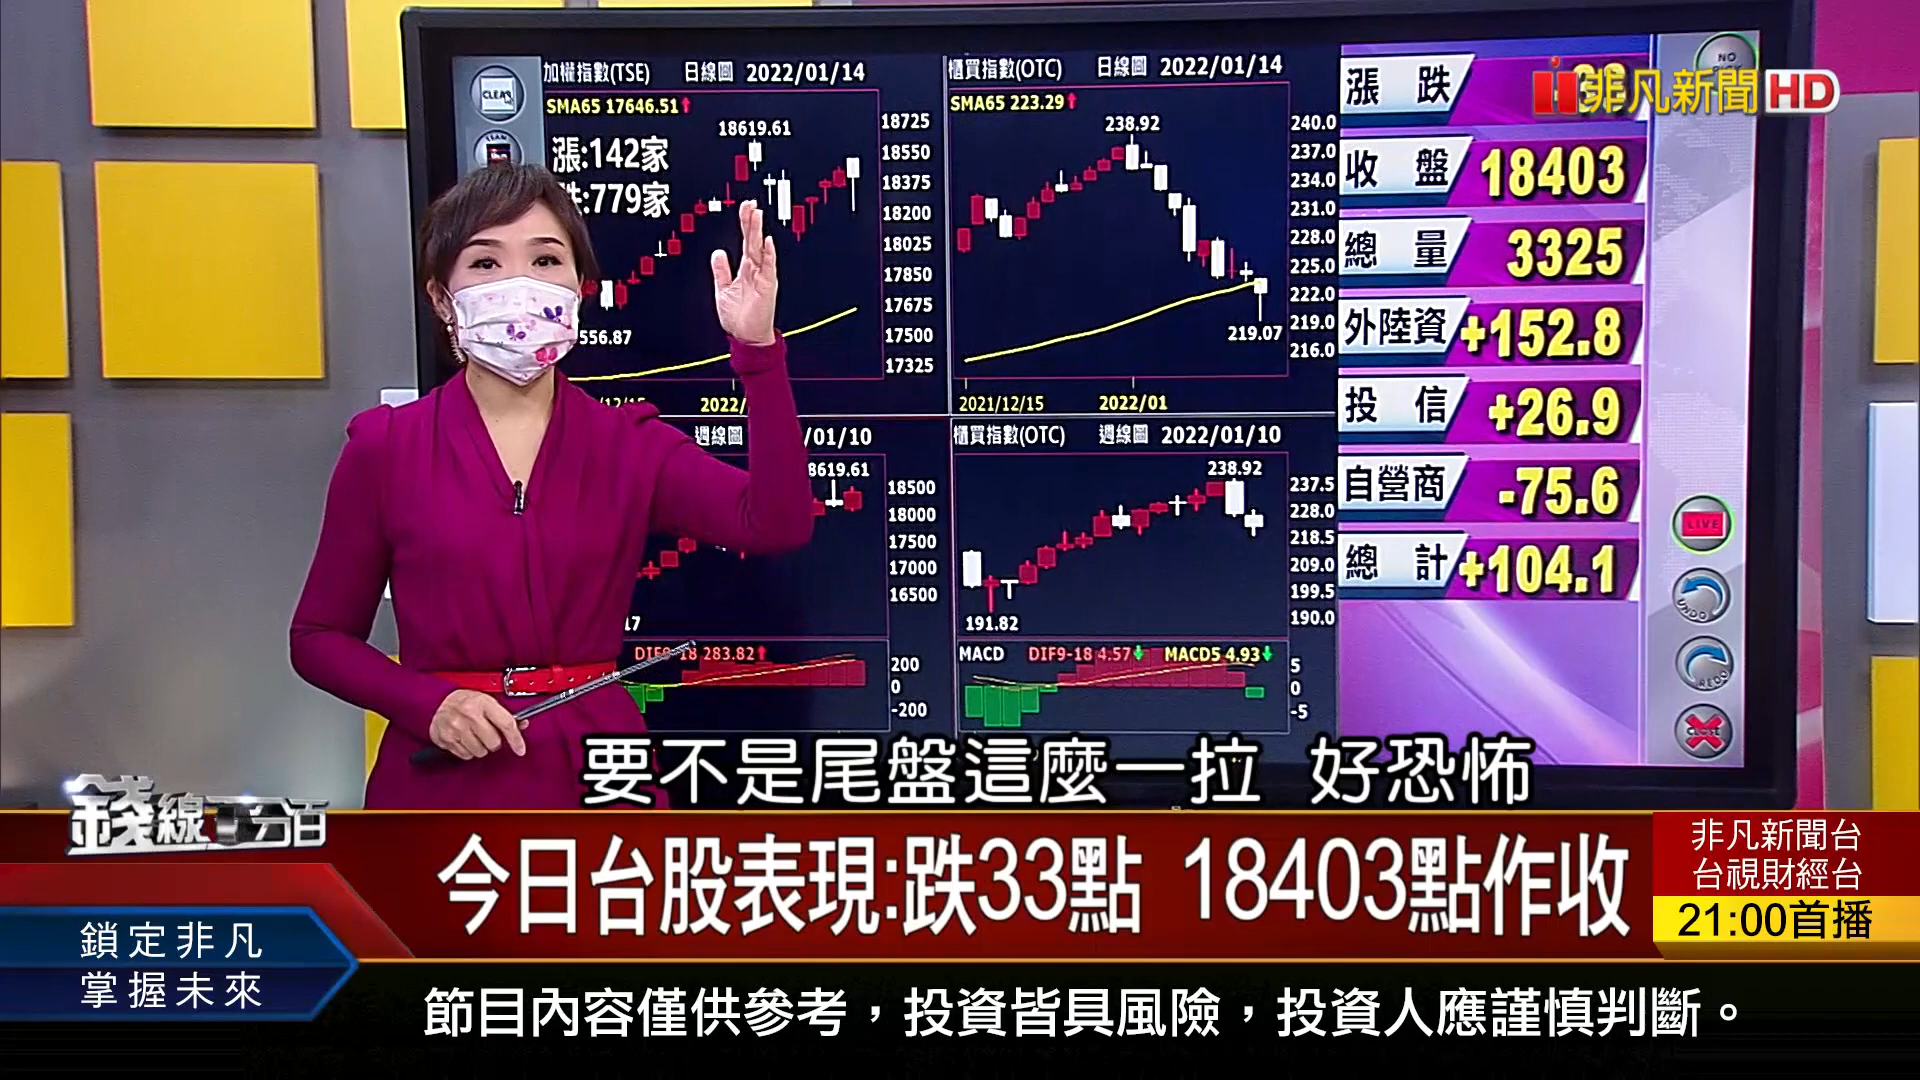 加權指數(TSE) 日線圖 2022/01/14
SMA65 17646.51↑
漲:142家
跌:779家
18619.61
18725
18550
18375
18200
18025
17850
17675
17500
17325
556.87
/12/15
2022/
櫃買指數(OTC) 日線圖 2022/01/14
SMA65 223.29↑
238.92
240.0
237.0
234.0
231.0
228.0
225.0
222.0
219.0
216.0
219.07
2021/12/15 2022/01
週線圖 /01/10
8619.61
18500
18000
17500
17000
16500
17
DIF9-18 283.82↑
200
0
-200
櫃買指數(OTC) 週線圖 2022/01/10
238.92
237.5
228.0
218.5
209.0
199.5
190.0
191.82
MACD DIF9-18 4.57↓ MACD5 4.93↓
5
0
-5
漲跌
收盤 18403
總量 3325
外陸資 +152.8
投信 +26.9
自營商 -75.6
總計 +104.1
非凡新聞HD
CLEAR
NO
LIVE
UNDO
REDO
CLOSE
要不是尾盤這麼一拉 好恐怖
錢線百分百
今日台股表現:跌33點 18403點作收
非凡新聞台
台視財經台
21:00首播
鎖定非凡
掌握未來
節目內容僅供參考，投資皆具風險，投資人應謹慎判斷。